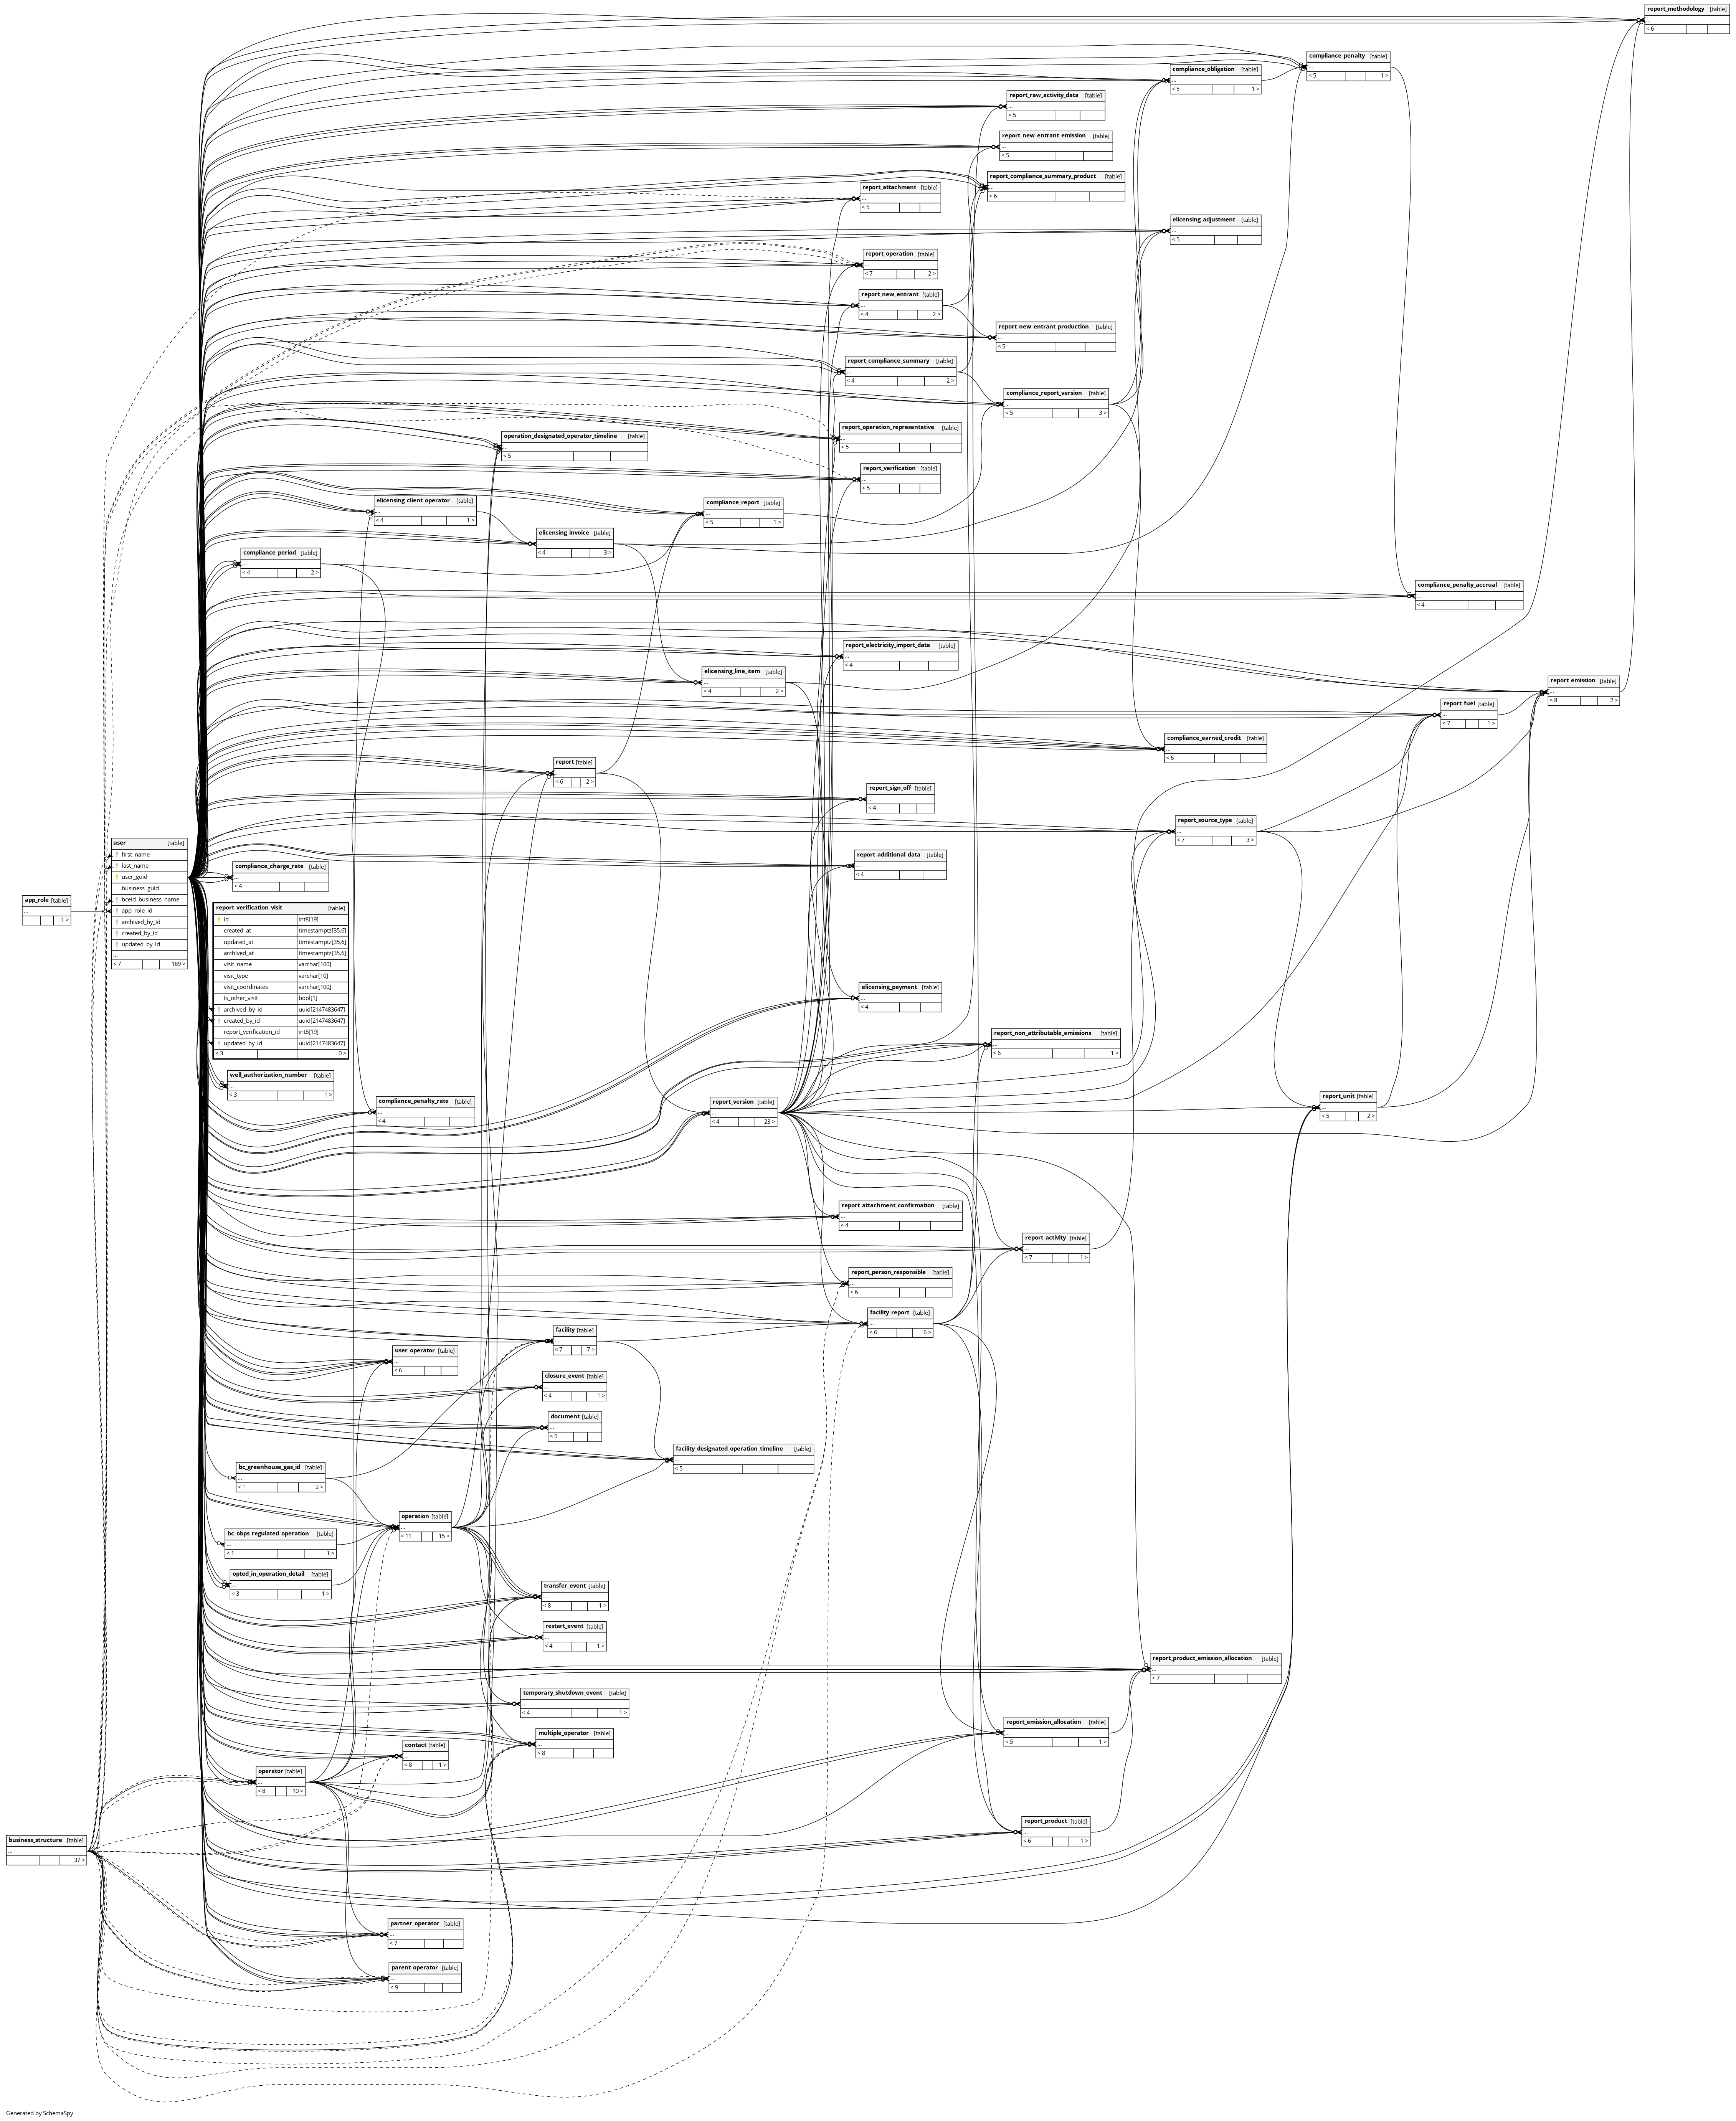 report_methodology [table]
...
< 6
compliance_penalty [table]
...
< 5 1 >
compliance_obligation [table]
...
< 5 1 >
report_raw_activity_data [table]
...
< 5
report_new_entrant_emission [table]
...
< 5
report_compliance_summary_product [table]
...
< 6
report_attachment [table]
...
< 5
elicensing_adjustment [table]
...
< 5
report_operation [table]
...
< 7 2 >
report_new_entrant [table]
...
< 4 2 >
report_new_entrant_production [table]
...
< 5
report_compliance_summary [table]
...
< 4 2 >
compliance_report_version [table]
...
< 5 3 >
report_operation_representative [table]
...
< 5
operation_designated_operator_timeline [table]
...
< 5
report_verification [table]
...
< 5
elicensing_client_operator [table]
...
< 4 1 >
compliance_report [table]
...
< 5 1 >
elicensing_invoice [table]
...
< 4 3 >
compliance_period [table]
...
< 4 2 >
compliance_penalty_accrual [table]
...
< 4
report_electricity_import_data [table]
...
< 4
elicensing_line_item [table]
...
< 4 2 >
report_emission [table]
...
< 8 2 >
report_fuel [table]
...
< 7 1 >
compliance_earned_credit [table]
...
< 6
report [table]
...
< 6 2 >
report_sign_off [table]
...
< 4
report_source_type [table]
...
< 7 3 >
user [table]
first_name
last_name
user_guid
business_guid
bceid_business_name
app_role_id
archived_by_id
created_by_id
updated_by_id
...
< 7 189 >
report_additional_data [table]
...
< 4
compliance_charge_rate [table]
...
< 4
app_role [table]
...
1 >
report_verification_visit [table]
id int8[19]
created_at timestamptz[35,6]
updated_at timestamptz[35,6]
archived_at timestamptz[35,6]
visit_name varchar[100]
visit_type varchar[10]
visit_coordinates varchar[100]
is_other_visit bool[1]
archived_by_id uuid[2147483647]
created_by_id uuid[2147483647]
report_verification_id int8[19]
updated_by_id uuid[2147483647]
< 3 0 >
elicensing_payment [table]
...
< 4
report_non_attributable_emissions [table]
...
< 6 1 >
well_authorization_number [table]
...
< 3 1 >
report_unit [table]
...
< 5 2 >
compliance_penalty_rate [table]
...
< 4
report_version [table]
...
< 4 23 >
report_attachment_confirmation [table]
...
< 4
report_activity [table]
...
< 7 1 >
report_person_responsible [table]
...
< 6
facility_report [table]
...
< 6 6 >
facility [table]
...
< 7 7 >
user_operator [table]
...
< 6
closure_event [table]
...
< 4 1 >
document [table]
...
< 5
facility_designated_operation_timeline [table]
...
< 5
bc_greenhouse_gas_id [table]
...
< 1 2 >
operation [table]
...
< 11 15 >
bc_obps_regulated_operation [table]
...
< 1 1 >
opted_in_operation_detail [table]
...
< 3 1 >
transfer_event [table]
...
< 8 1 >
restart_event [table]
...
< 4 1 >
report_product_emission_allocation [table]
...
< 7
temporary_shutdown_event [table]
...
< 4 1 >
report_emission_allocation [table]
...
< 5 1 >
multiple_operator [table]
...
< 8
contact [table]
...
< 8 1 >
operator [table]
...
< 8 10 >
report_product [table]
...
< 6 1 >
business_structure [table]
...
37 >
partner_operator [table]
...
< 7
parent_operator [table]
...
< 9
Generated by SchemaSpy